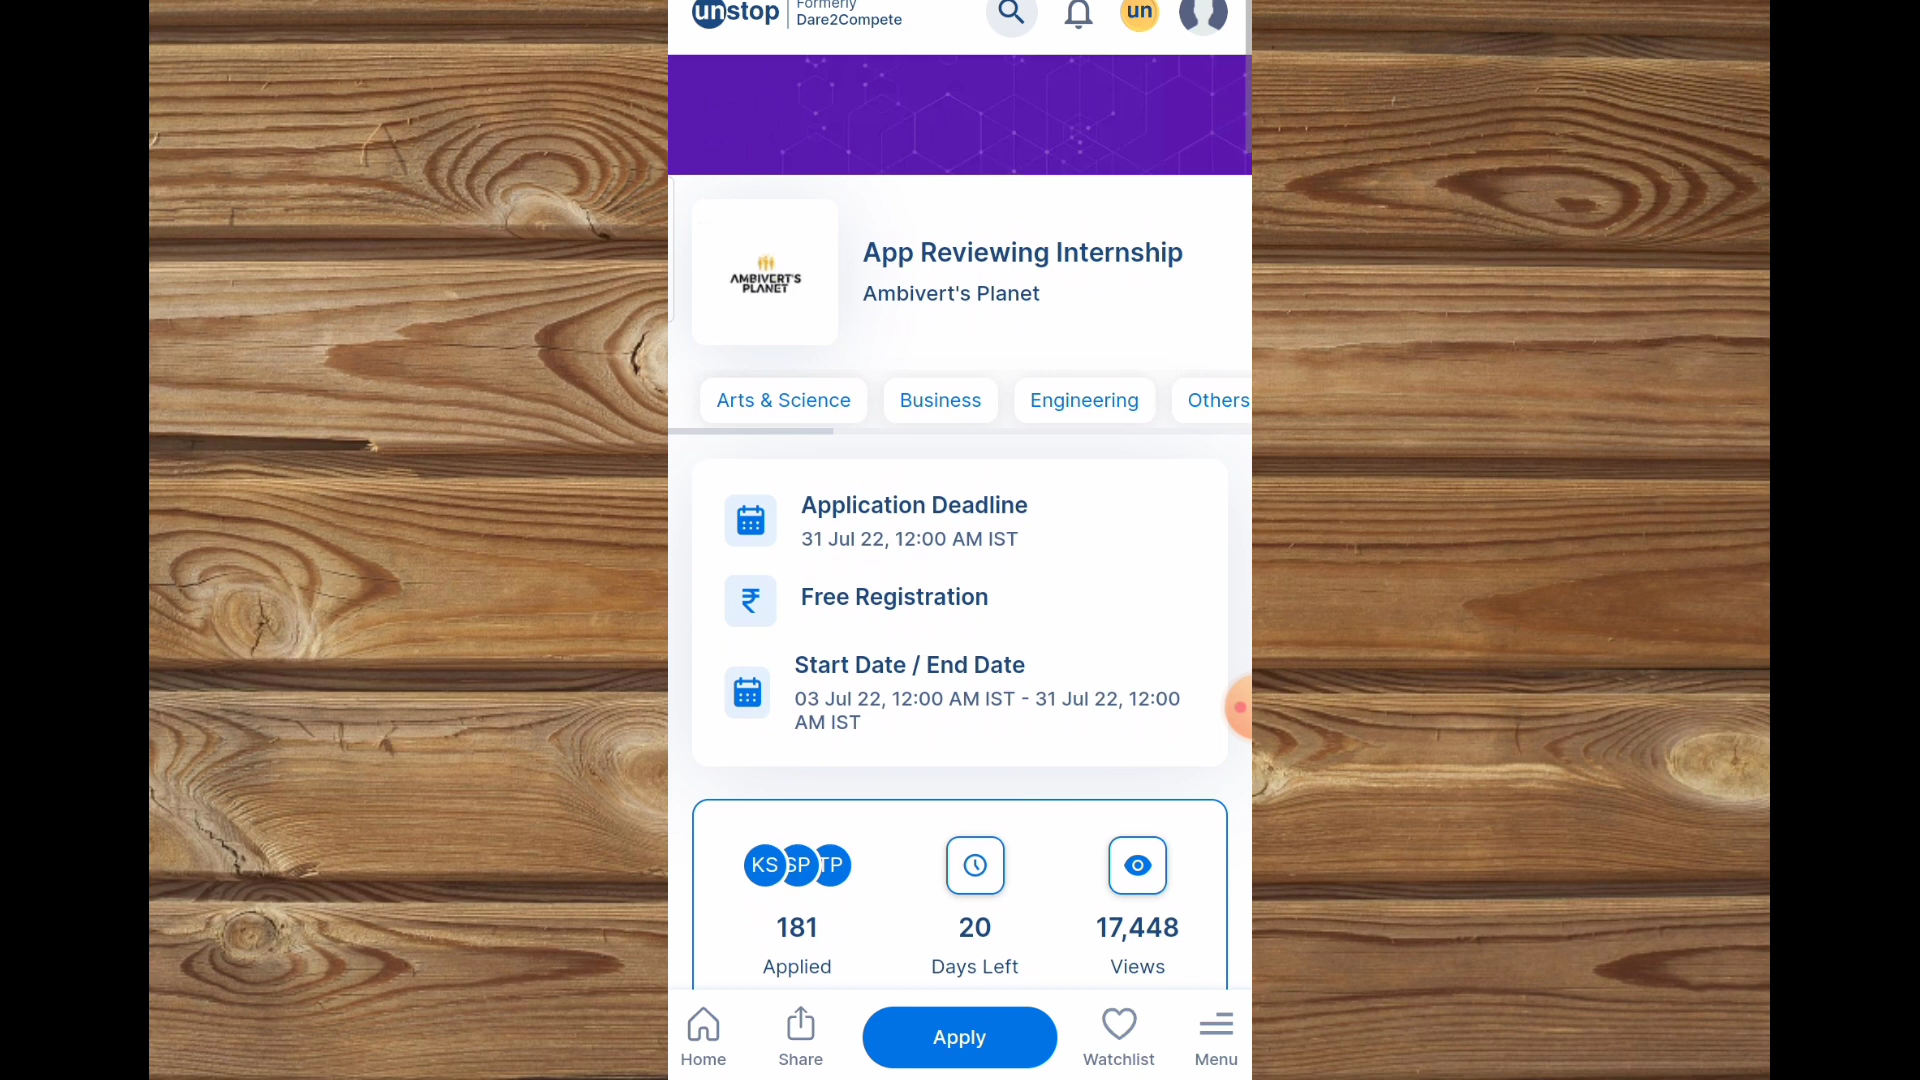 unstop
Formerly
Dare2Compete
un
AMBIVERT'S
PLANET
App Reviewing Internship
Ambivert's Planet
Arts & Science Business Engineering Others
Application Deadline
31 Jul 22, 12:00 AM IST
₹ Free Registration
Start Date / End Date
03 Jul 22, 12:00 AM IST - 31 Jul 22, 12:00
AM IST
KS SP TP
181 20 17,448
Applied Days Left Views
Home Share Apply Watchlist Menu